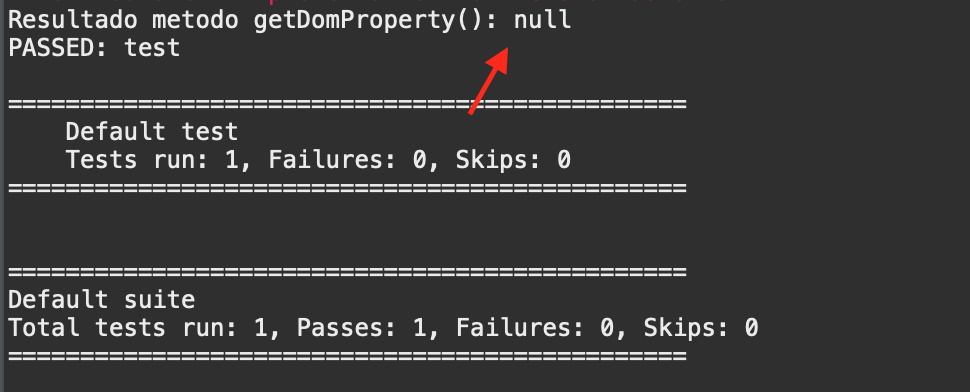 Resultado metodo getDomProperty(): null
PASSED: test
===============================================
Default test
Tests run: 1, Failures: 0, Skips: 0
===============================================
===============================================
Default suite
Total tests run: 1, Passes: 1, Failures: 0, Skips: 0
===============================================